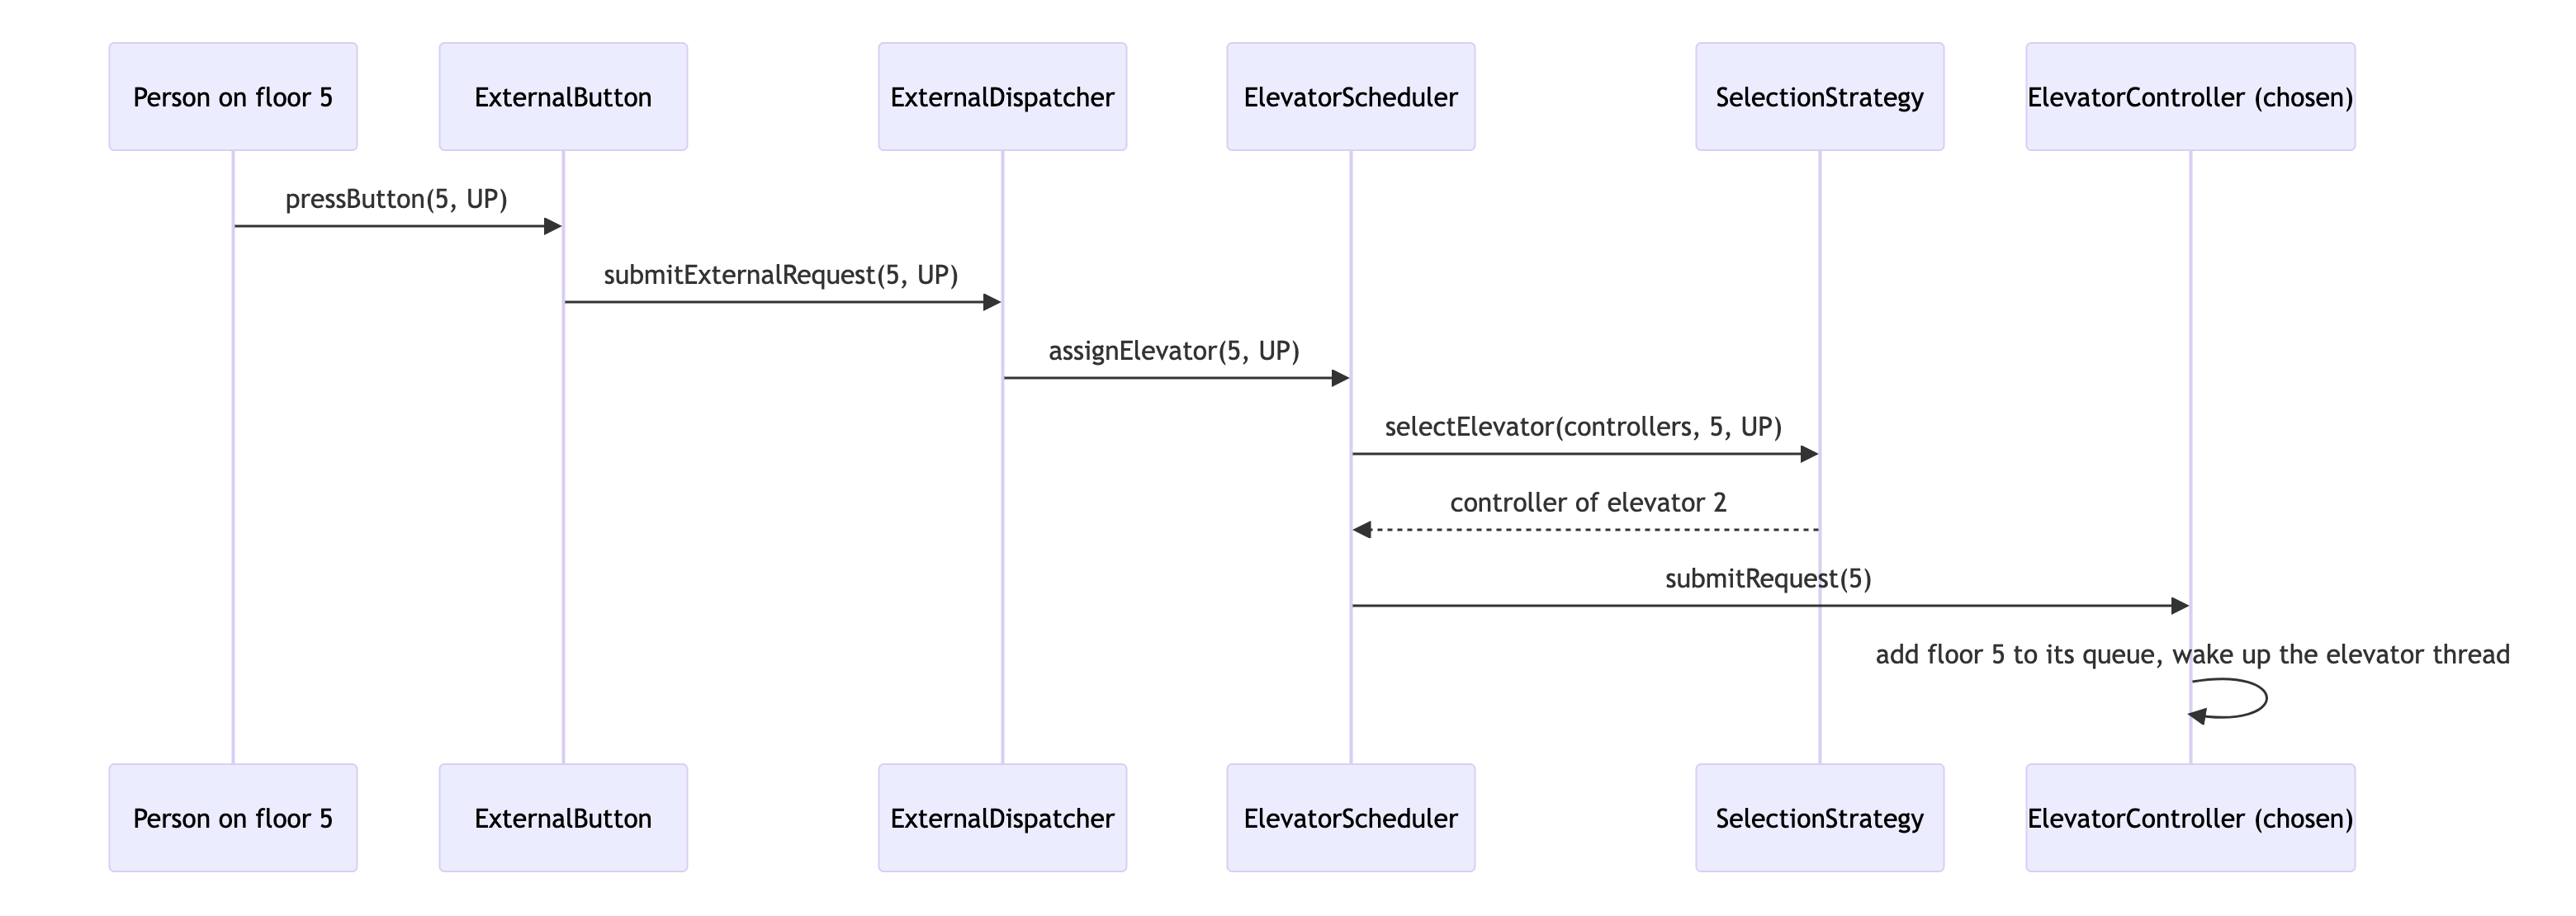 Person on floor 5
ExternalButton
ExternalDispatcher
ElevatorScheduler
SelectionStrategy
ElevatorController (chosen)
pressButton(5, UP)
submitExternalRequest(5, UP)
assignElevator(5, UP)
selectElevator(controllers, 5, UP)
controller of elevator 2
submitRequest(5)
add floor 5 to its queue, wake up the elevator thread
Person on floor 5
ExternalButton
ExternalDispatcher
ElevatorScheduler
SelectionStrategy
ElevatorController (chosen)